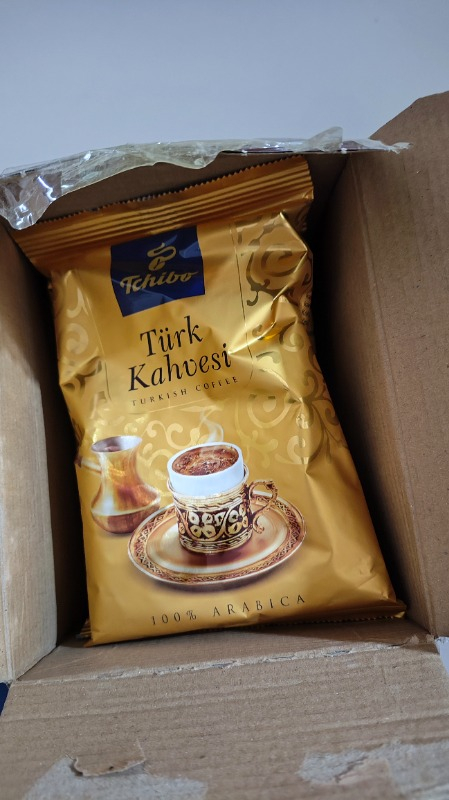 Tchibo
Türk
Kahvesi
TURKISH COFFEE
100% ARABICA